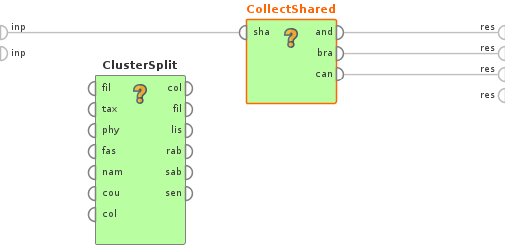 CollectShared
inp sha and res
inp bra res
can res
res
ClusterSplit
fil col
tax fil
phy lis
fas rab
nam sab
cou sen
col